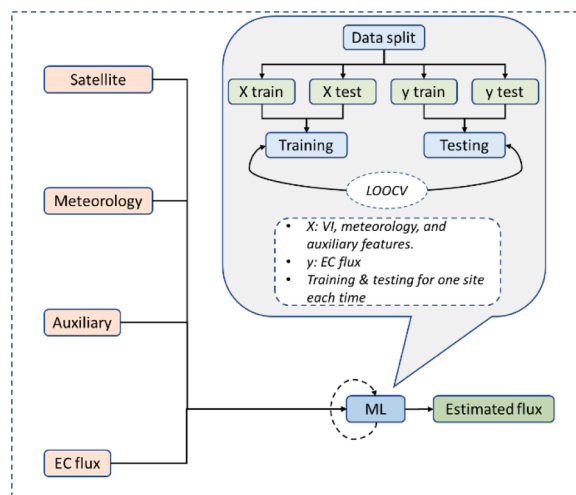 Data split
Satellite
X train
X test
y train
y test
Training
Testing
LOOCV
Meteorology
• X: VI, meteorology, and
auxiliary features.
• y: EC flux
• Training & testing for one site
each time
Auxiliary
ML
Estimated flux
EC flux